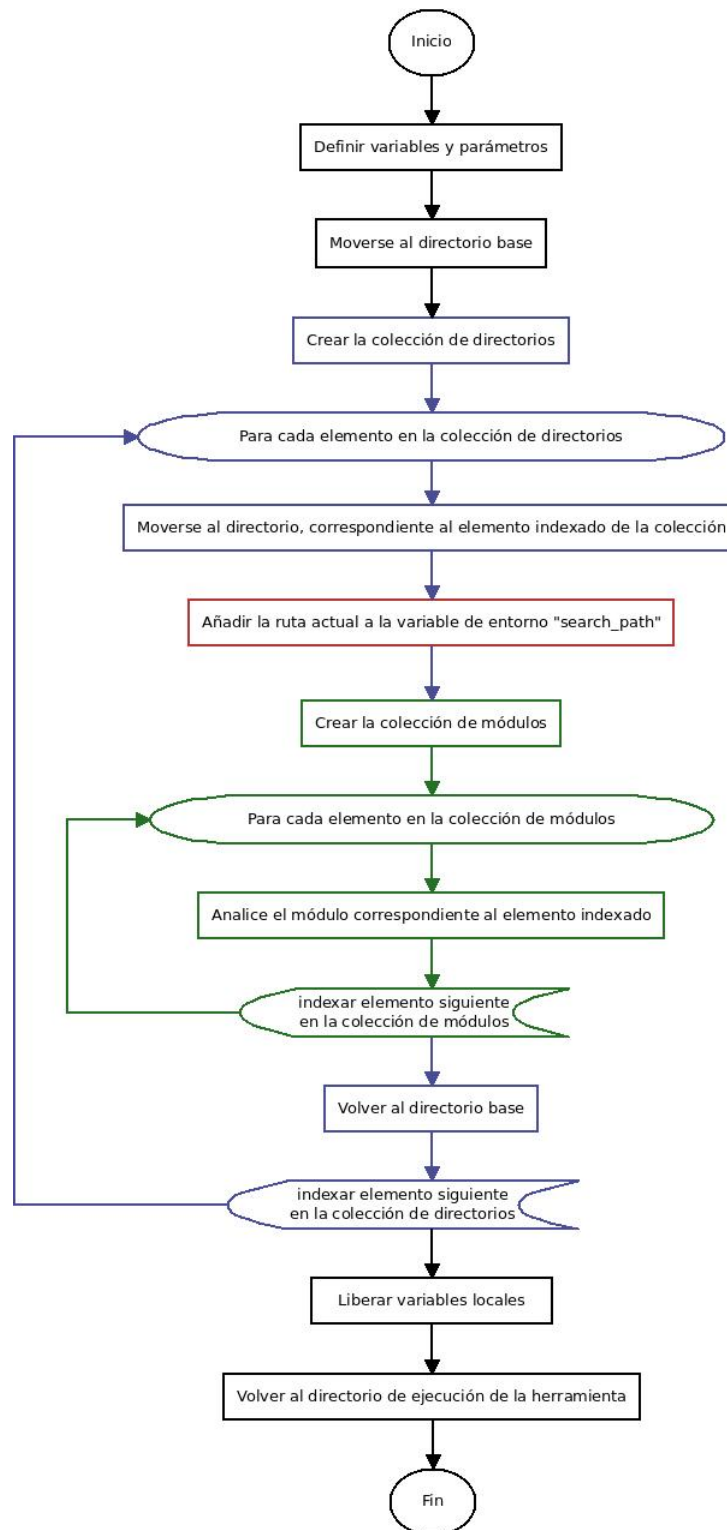 Inicio
Definir variables y parámetros
Moverse al directorio base
Crear la colección de directorios
Para cada elemento en la colección de directorios
Moverse al directorio, correspondiente al elemento indexado de la colección
Añadir la ruta actual a la variable de entorno "search_path"
Crear la colección de módulos
Para cada elemento en la colección de módulos
Analice el módulo correspondiente al elemento indexado
indexar elemento siguiente
en la colección de módulos
Volver al directorio base
indexar elemento siguiente
en la colección de directorios
Liberar variables locales
Volver al directorio de ejecución de la herramienta
Fin